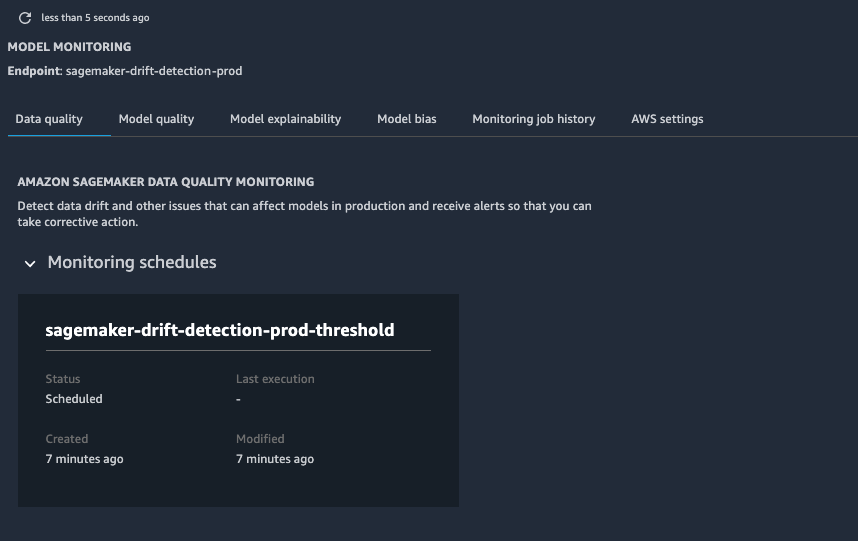 less than 5 seconds ago
MODEL MONITORING
Endpoint: sagemaker-drift-detection-prod
Data quality Model quality Model explainability Model bias Monitoring job history AWS settings
AMAZON SAGEMAKER DATA QUALITY MONITORING
Detect data drift and other issues that can affect models in production and receive alerts so that you can
take corrective action.
Monitoring schedules
sagemaker-drift-detection-prod-threshold
Status Last execution
Scheduled -
Created Modified
7 minutes ago 7 minutes ago